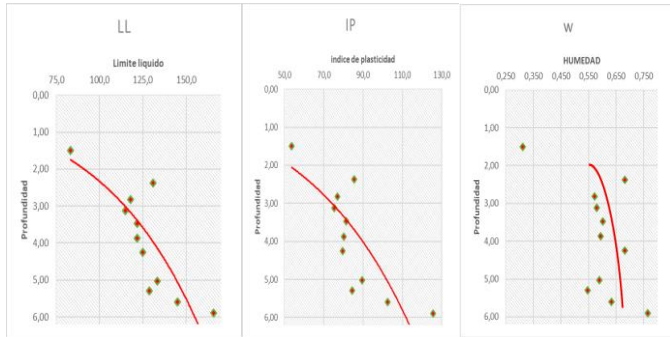 LL
Limite liquido
75,0 100,0 125,0 150,0
0,00
1,00
2,00
3,00
4,00
5,00
6,00
Profundidad
IP
indice de plasticidad
50,0 70,0 90,0 110,0 130,0
0,00
1,00
2,00
3,00
4,00
5,00
6,00
Profundidad
W
HUMEDAD
0,250 0,350 0,450 0,550 0,650 0,750
0,00
1,00
2,00
3,00
4,00
5,00
6,00
Profundidad